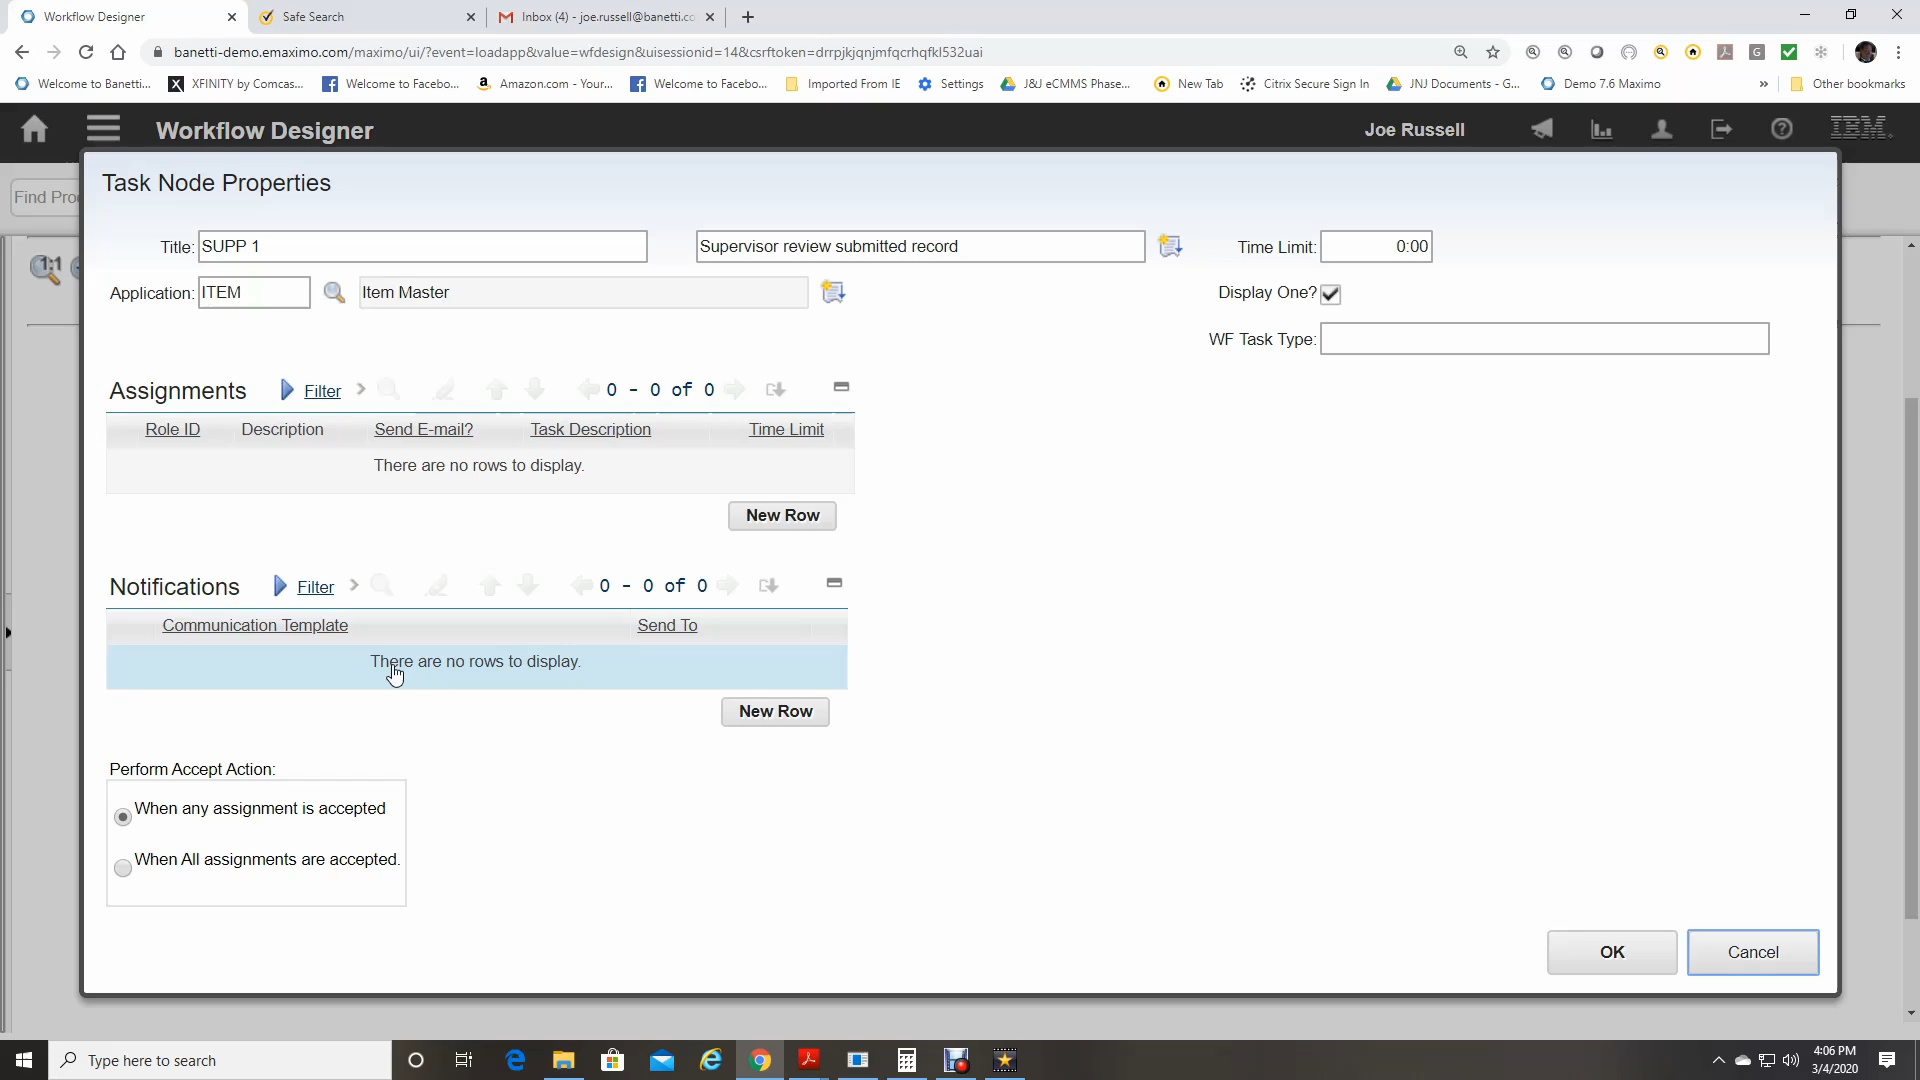 Workflow Designer
Safe Search
Inbox (4) - joe.russell@banetti.cc
banetti-demo.emaximo.com/maximo/ui/?event=loadapp&value=wfdesign&uisessionid=14&csrftoken=drrpjkjqnjmfqcrhqfkl532uai
Welcome to Banetti...
XFINITY by Comcas...
Welcome to Facebo...
Amazon.com - Your...
Welcome to Facebo...
Imported From IE
Settings
J&J eCMMS Phase...
New Tab
Citrix Secure Sign In
JNJ Documents - G...
Demo 7.6 Maximo
»
Other bookmarks
Workflow Designer
Joe Russell
IBM
Find Pro
1:1
Task Node Properties
Title: SUPP 1
Supervisor review submitted record
Time Limit: 0:00
Application: ITEM
Item Master
Display One?
WF Task Type:
Assignments Filter 0 - 0 of 0
Role ID Description Send E-mail? Task Description Time Limit
There are no rows to display.
New Row
Notifications Filter 0 - 0 of 0
Communication Template Send To
There are no rows to display.
New Row
Perform Accept Action:
When any assignment is accepted
When All assignments are accepted.
OK
Cancel
Type here to search
4:06 PM
3/4/2020